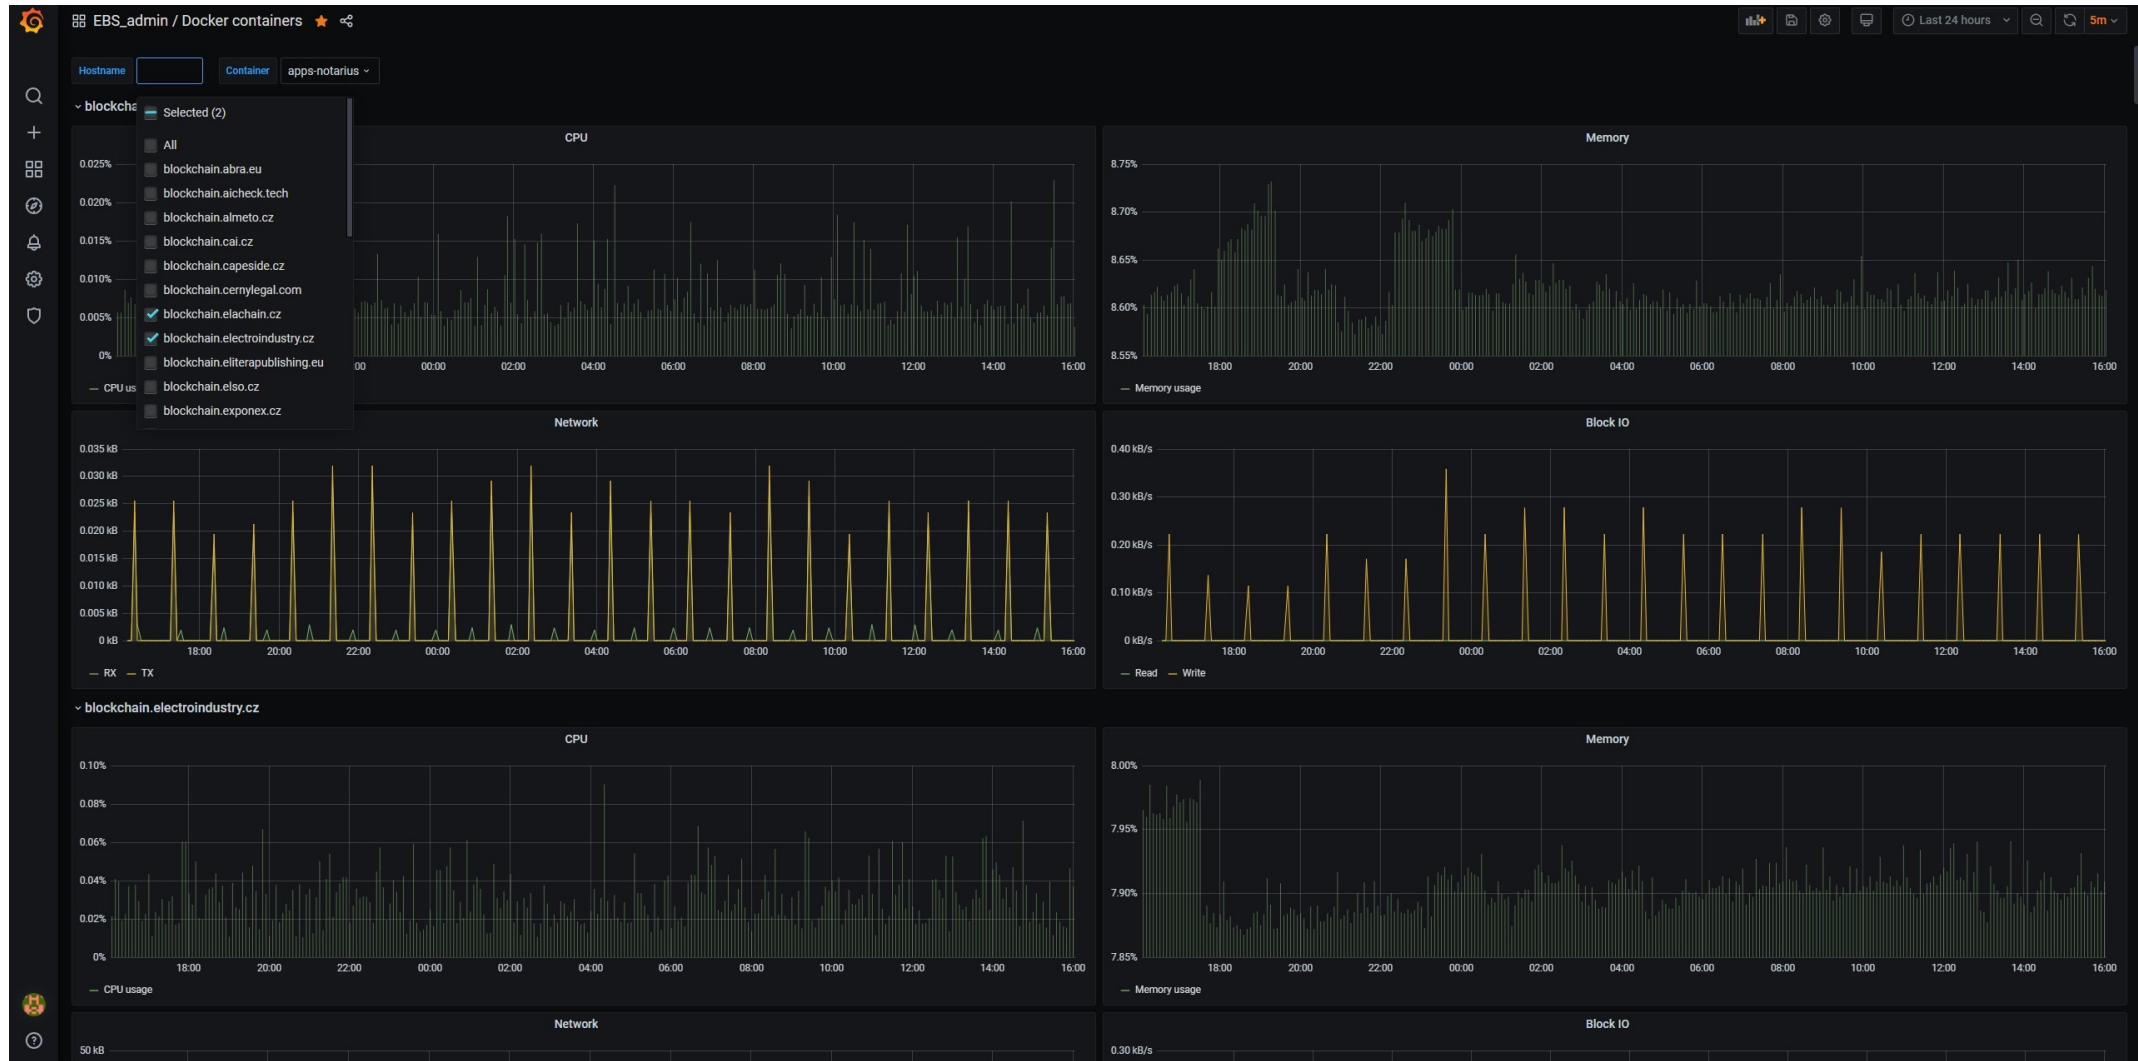 EBS_admin / Docker containers
Last 24 hours
5m
Hostname
Container apps-notarius
blockcha
Selected (2)
All
blockchain.abra.eu
blockchain.aicheck.tech
blockchain.almeto.cz
blockchain.cai.cz
blockchain.capeside.cz
blockchain.cernylegal.com
blockchain.elachain.cz
blockchain.electroindustry.cz
blockchain.eliterapublishing.eu
blockchain.elso.cz
blockchain.exponex.cz
CPU
0.025%
0.020%
0.015%
0.010%
0.005%
0%
:00 00:00 02:00 04:00 06:00 08:00 10:00 12:00 14:00 16:00
CPU us
Memory
8.75%
8.70%
8.65%
8.60%
8.55%
18:00 20:00 22:00 00:00 02:00 04:00 06:00 08:00 10:00 12:00 14:00 16:00
Memory usage
Network
0.035 kB
0.030 kB
0.025 kB
0.020 kB
0.015 kB
0.010 kB
0.005 kB
0 kB
18:00 20:00 22:00 00:00 02:00 04:00 06:00 08:00 10:00 12:00 14:00 16:00
RX TX
Block IO
0.40 kB/s
0.30 kB/s
0.20 kB/s
0.10 kB/s
0 kB/s
18:00 20:00 22:00 00:00 02:00 04:00 06:00 08:00 10:00 12:00 14:00 16:00
Read Write
blockchain.electroindustry.cz
CPU
0.10%
0.08%
0.06%
0.04%
0.02%
0%
18:00 20:00 22:00 00:00 02:00 04:00 06:00 08:00 10:00 12:00 14:00 16:00
CPU usage
Memory
8.00%
7.95%
7.90%
7.85%
18:00 20:00 22:00 00:00 02:00 04:00 06:00 08:00 10:00 12:00 14:00 16:00
Memory usage
Network
50 kB
Block IO
0.30 kB/s